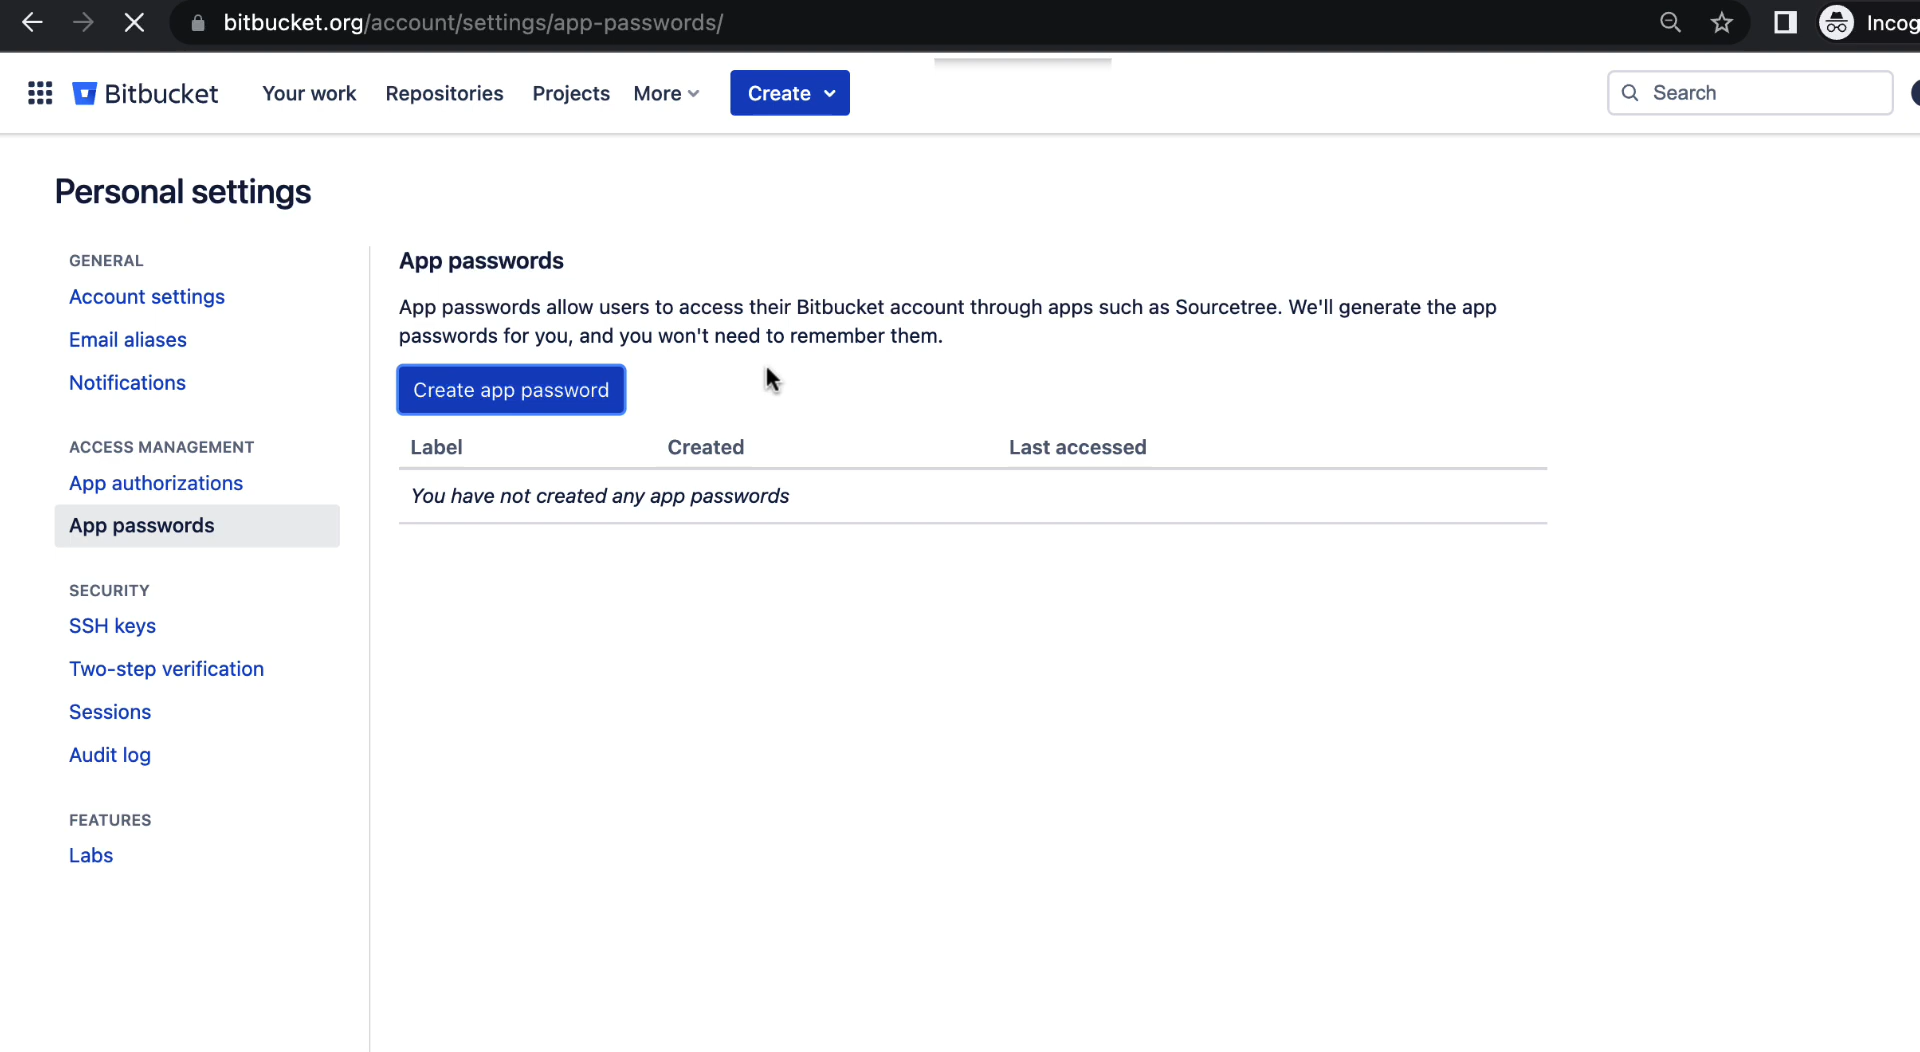 bitbucket.org/account/settings/app-passwords/
Incog
Bitbucket
Your work
Repositories
Projects
More
Create
Search
Personal settings
GENERAL
Account settings
Email aliases
Notifications
ACCESS MANAGEMENT
App authorizations
App passwords
SECURITY
SSH keys
Two-step verification
Sessions
Audit log
FEATURES
Labs
App passwords
App passwords allow users to access their Bitbucket account through apps such as Sourcetree. We'll generate the app
passwords for you, and you won't need to remember them.
Create app password
Label Created Last accessed
You have not created any app passwords